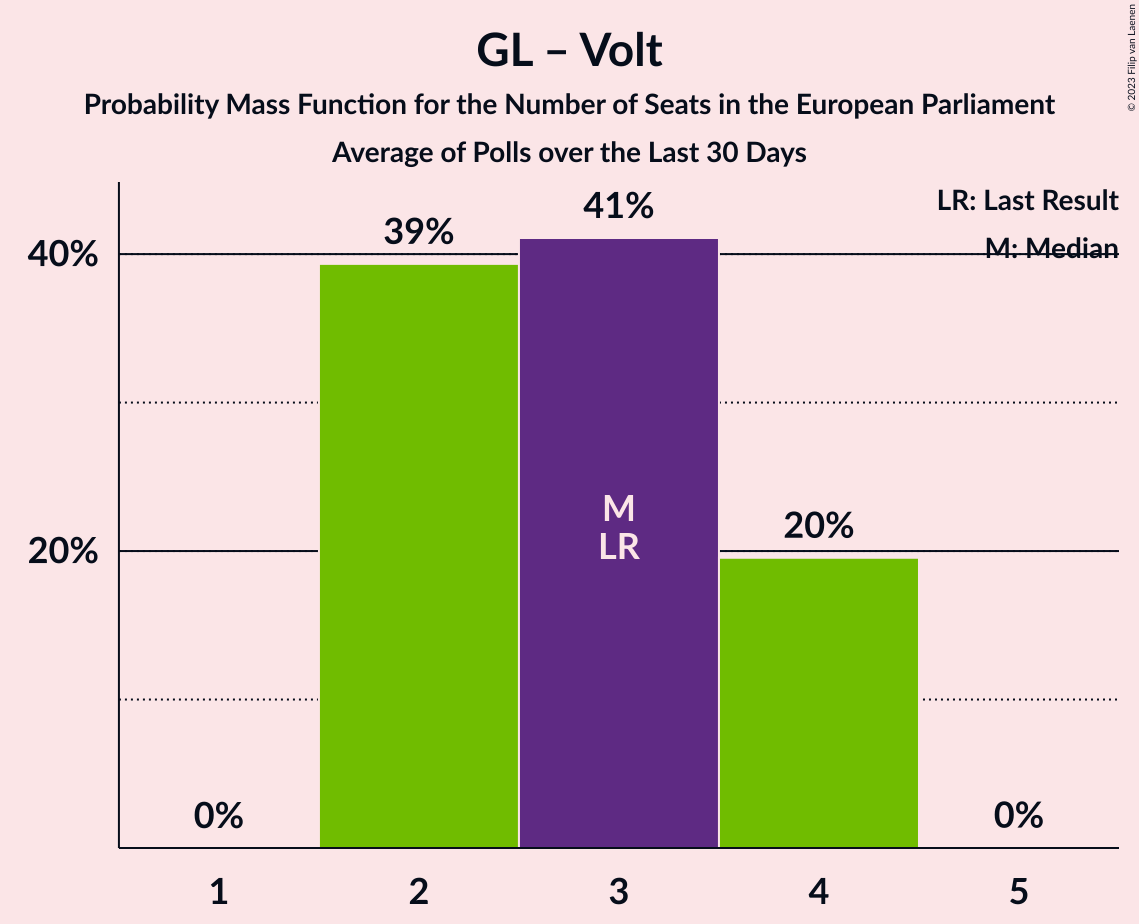 GL – Volt
Probability Mass Function for the Number of Seats in the European Parliament
Average of Polls over the Last 30 Days
© 2023 Filip van Laenen
LR: Last Result
M: Median
40%
20%
0%
39%
41%
20%
0%
M
LR
1
2
3
4
5